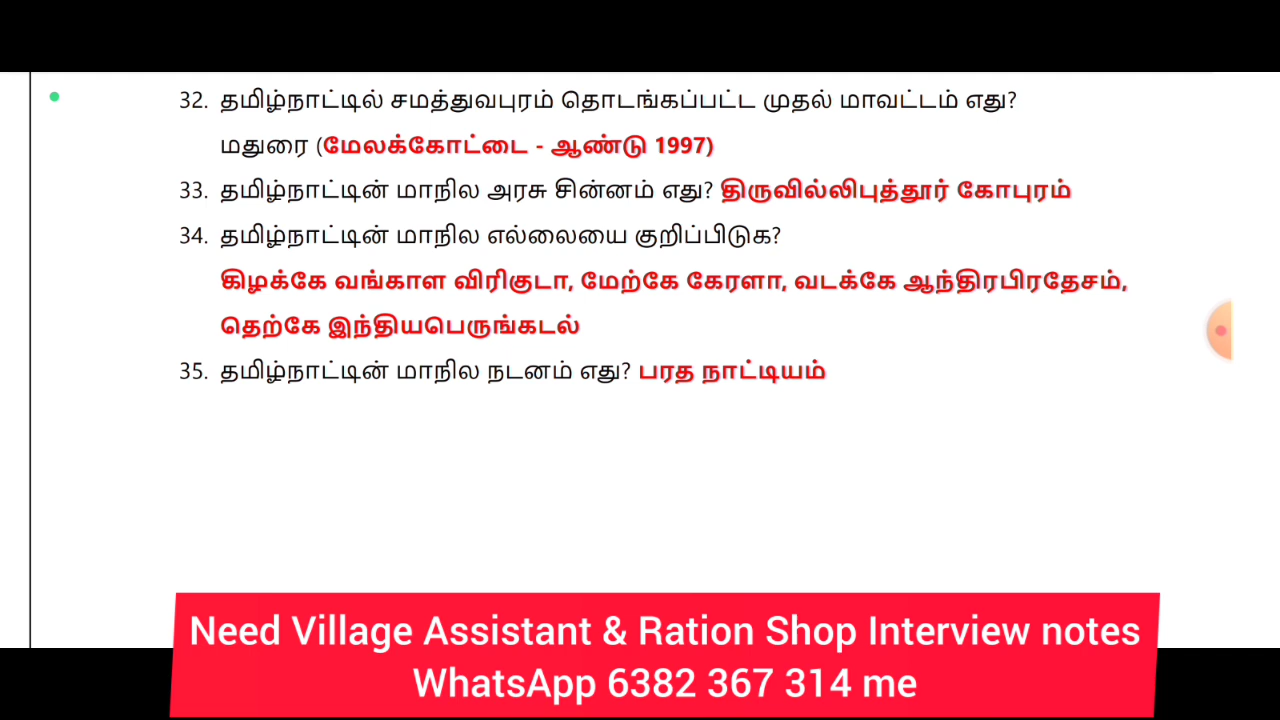 32. தமிழ்நாட்டில் சமத்துவபுரம் தொடங்கப்பட்ட முதல் மாவட்டம் எது?
மதுரை (மேலக்கோட்டை - ஆண்டு 1997)
33. தமிழ்நாட்டின் மாநில அரசு சின்னம் எது? திருவில்லிபுத்தூர் கோபுரம்
34. தமிழ்நாட்டின் மாநில எல்லையை குறிப்பிடுக?
கிழக்கே வங்காள விரிகுடா, மேற்கே கேரளா, வடக்கே ஆந்திரபிரதேசம்,
தெற்கே இந்தியபெருங்கடல்
35. தமிழ்நாட்டின் மாநில நடனம் எது? பரத நாட்டியம்
Need Village Assistant & Ration Shop Interview notes
WhatsApp 6382 367 314 me